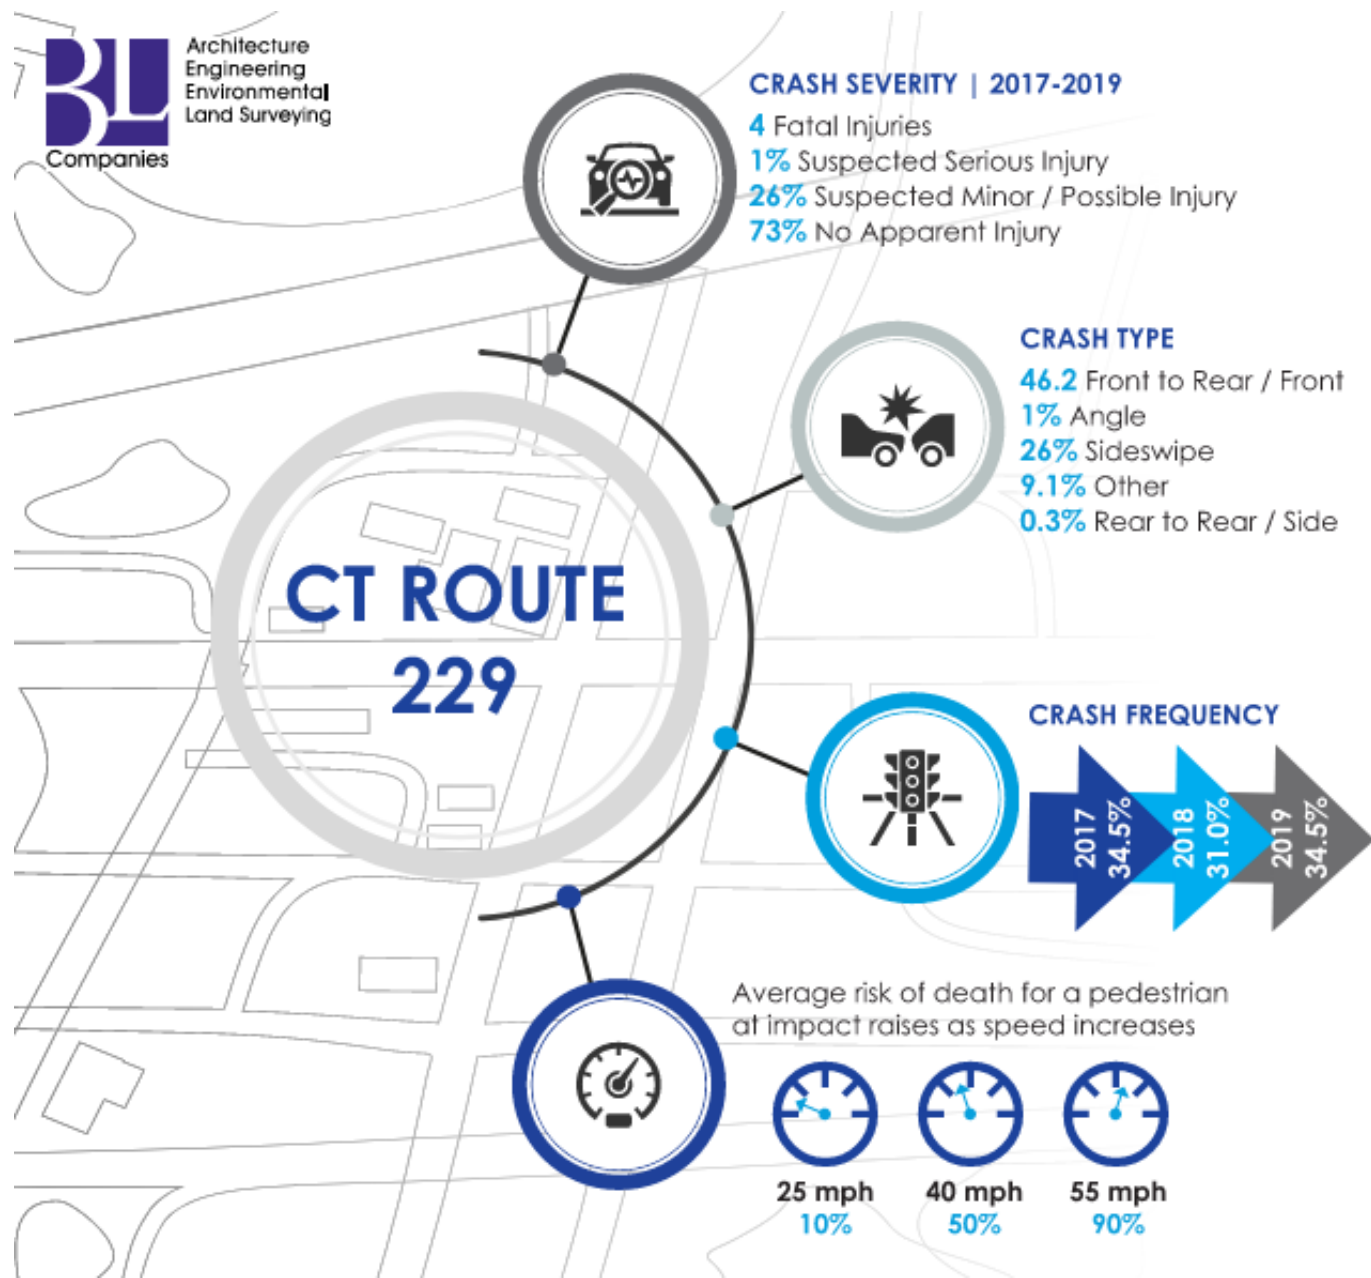 BL
Companies
Architecture
Engineering
Environmental
Land Surveying
CRASH SEVERITY | 2017-2019
4 Fatal Injuries
1% Suspected Serious Injury
26% Suspected Minor / Possible Injury
73% No Apparent Injury
CRASH TYPE
46.2 Front to Rear / Front
1% Angle
26% Sideswipe
9.1% Other
0.3% Rear to Rear / Side
CT ROUTE
229
CRASH FREQUENCY
2017
34.5%
2018
31.0%
2019
34.5%
Average risk of death for a pedestrian
at impact raises as speed increases
25 mph
10%
40 mph
50%
55 mph
90%